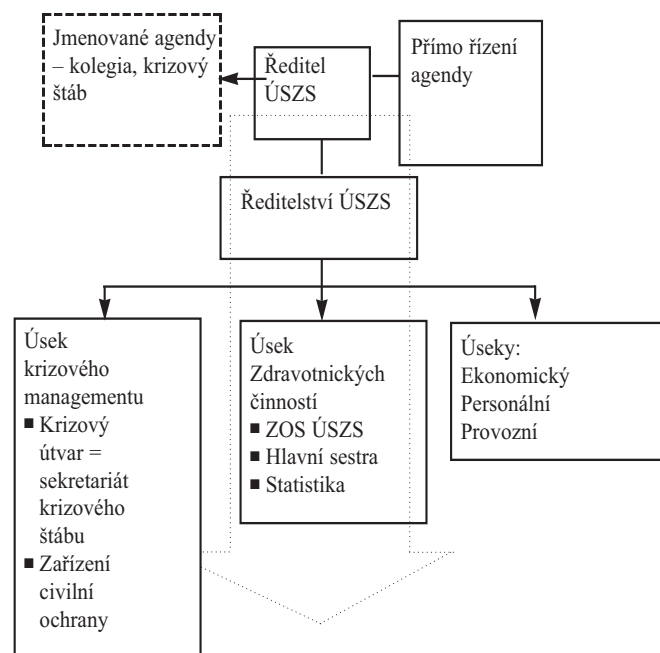 Jmenované agendy
– kolegia, krizový
štáb
Ředitel
ÚSZS
Přímo řízení
agendy
Ředitelství ÚSZS
Úsek
krizového
managementu
■ Krizový
útvar =
sekretariát
krizového
štábu
■ Zařízení
civilní
ochrany
Úsek
Zdravotnických
činností
■ ZOS ÚSZS
■ Hlavní sestra
■ Statistika
Úseky:
Ekonomický
Personální
Provozní